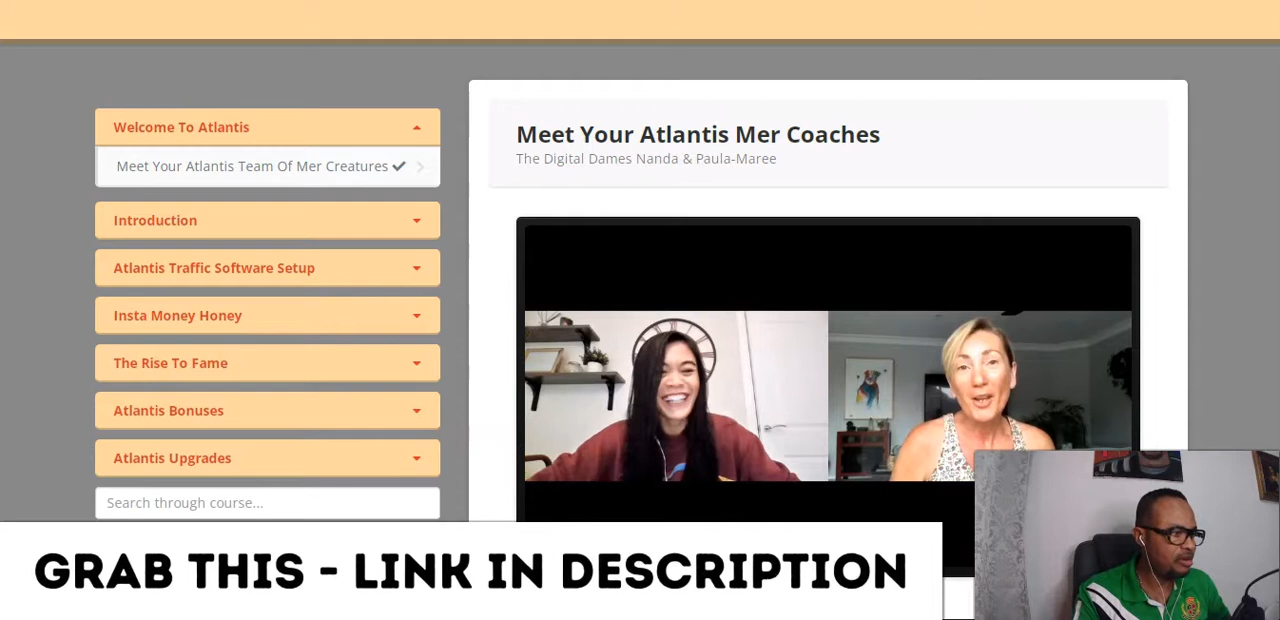 Welcome To Atlantis
Meet Your Atlantis Team Of Mer Creatures
Introduction
Atlantis Traffic Software Setup
Insta Money Honey
The Rise To Fame
Atlantis Bonuses
Atlantis Upgrades
Search through course...
Meet Your Atlantis Mer Coaches
The Digital Dames Nanda & Paula-Maree
GRAB THIS - LINK IN DESCRIPTION